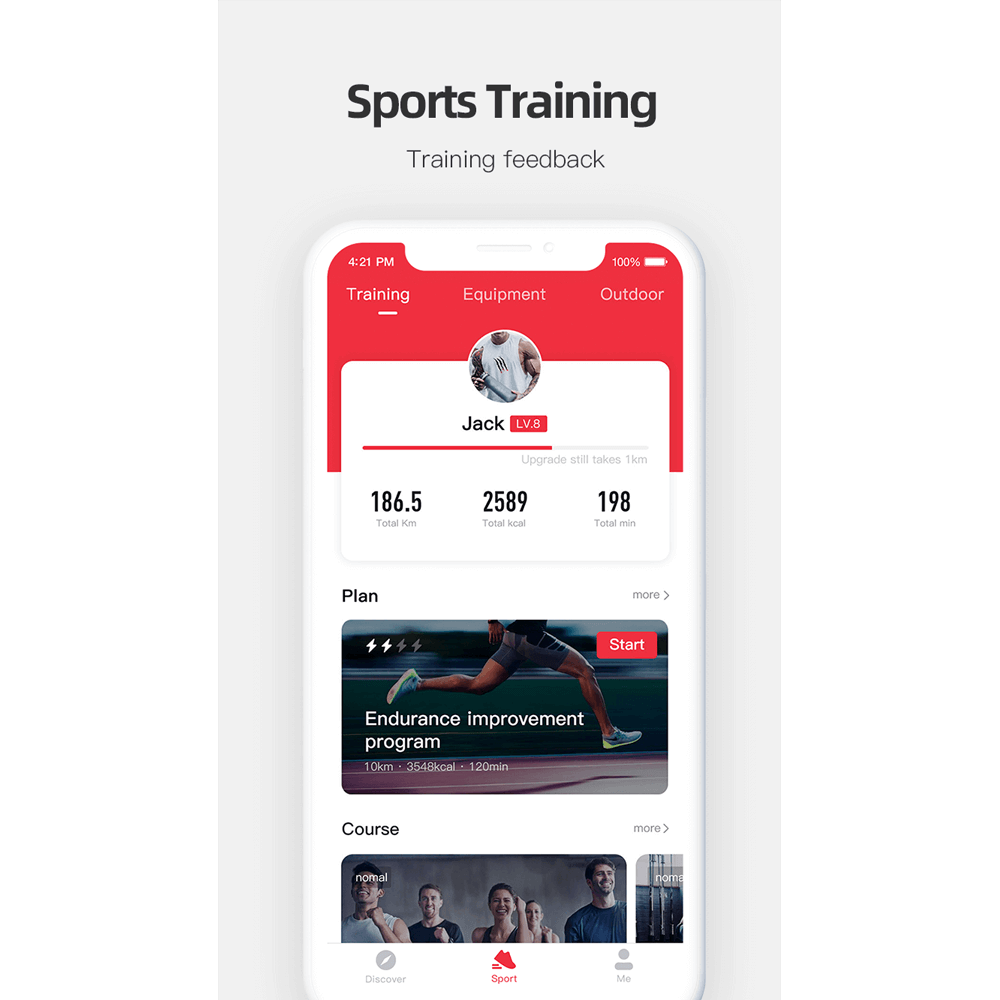 Sports Training
Training feedback
4:21 PM 100%
Training Equipment Outdoor
Jack LV.8
Upgrade still takes 1km
186.5 2589 198
Total Km Total kcal Total min
Plan more
Start
Endurance improvement
program
10km · 3548kcal · 120min
Course more
nomal noma
Discover Sport Me